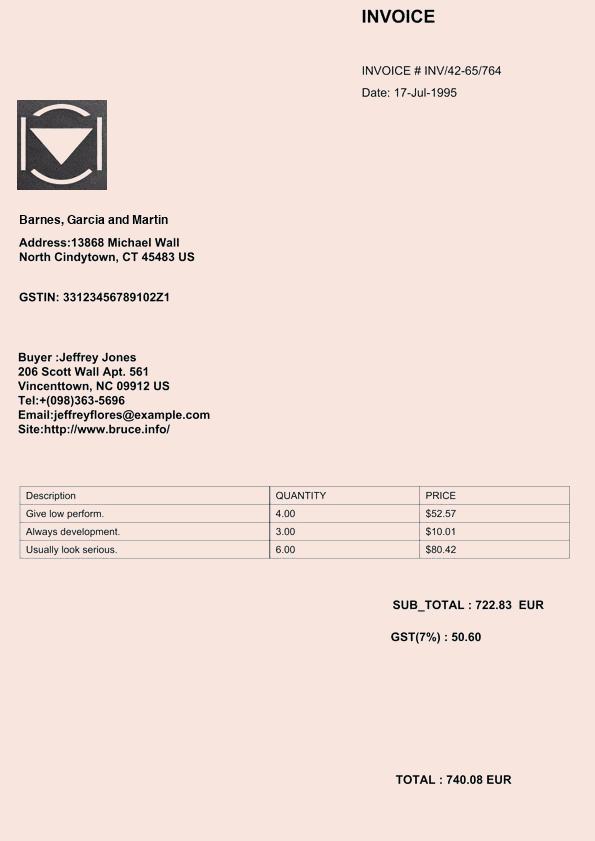 INVOICE
INVOICE # INV/42-65/764
Date: 17-Jul-1995
Barnes, Garcia and Martin
Address:13868 Michael Wall
North Cindytown, CT 45483 US
GSTIN: 33123456789102Z1
Buyer :Jeffrey Jones
206 Scott Wall Apt. 561
Vincenttown, NC 09912 US
Tel:+(098)363-5696
Email:jeffreyflores@example.com
Site:http://www.bruce.info/
Description QUANTITY PRICE
Give low perform. 4.00 $52.57
Always development. 3.00 $10.01
Usually look serious. 6.00 $80.42
SUB_TOTAL : 722.83 EUR
GST(7%) : 50.60
TOTAL : 740.08 EUR